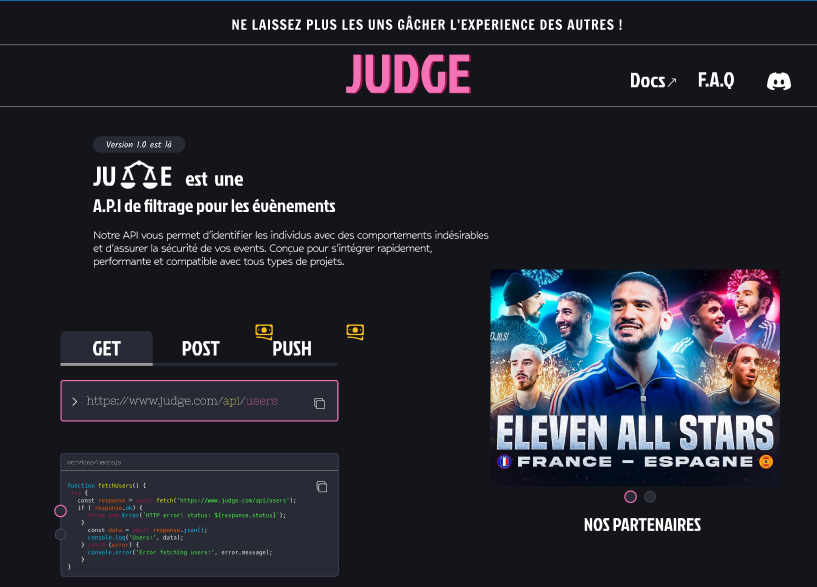 NE LAISSEZ PLUS LES UNS GÂCHER L'EXPERIENCE DES AUTRES !
JUDGE
Docs↗ F.A.Q
Version 1.0 est là
JU E est une
A.P.I de filtrage pour les évènements
Notre API vous permet d'identifier les individus avec des comportements indésirables
et d'assurer la sécurité de vos events. Conçue pour s'intégrer rapidement,
performante et compatible avec tous types de projets.
GET POST PUSH
> https://www.judge.com/api/users
services/usersjs
function fetchUsers() {
try {
const response = await fetch('https://www.judge.com/api/users');
if ( response.ok) {
throw new Error(`HTTP error! status: ${response.status}`);
}
const data = await response.json();
console.log('Users:', data);
} catch (error) {
console.error('Error fetching users:', error.message);
}
}
ELEVEN ALL STARS
FRANCE – ESPAGNE
NOS PARTENAIRES